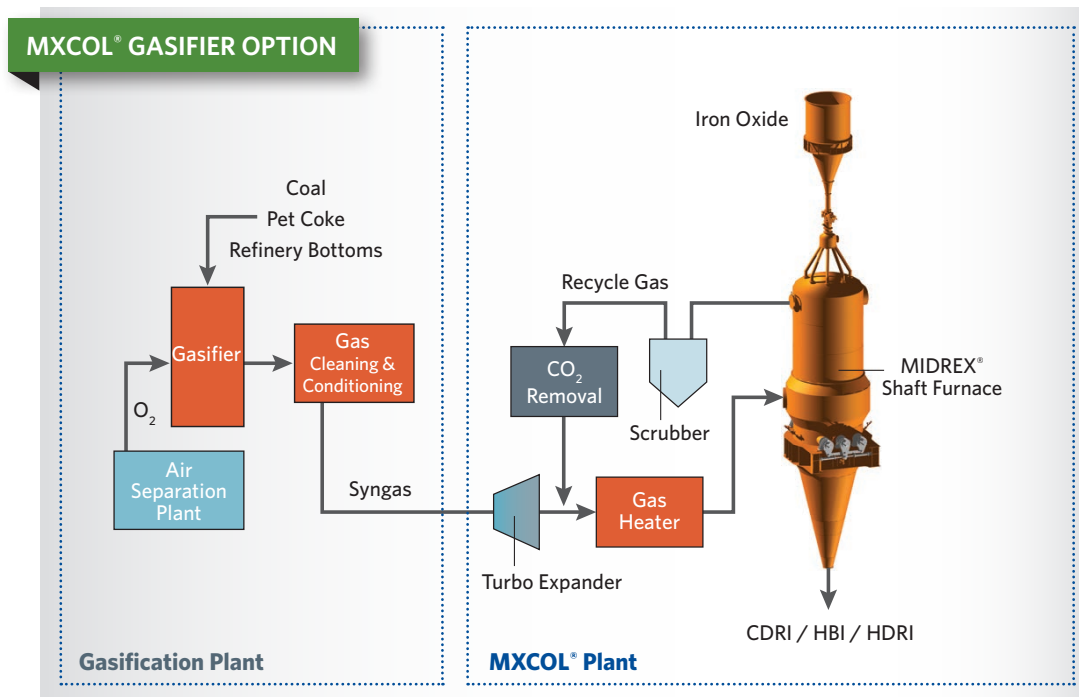 MXCOL® GASIFIER OPTION
Coal
Pet Coke
Refinery Bottoms
Gasifier
Gas
Cleaning &
Conditioning
O₂
Air
Separation
Plant
Syngas
Gasification Plant
Iron Oxide
Recycle Gas
CO₂
Removal
Scrubber
MIDREX®
Shaft Furnace
Gas
Heater
Turbo Expander
CDRI / HBI / HDRI
MXCOL® Plant